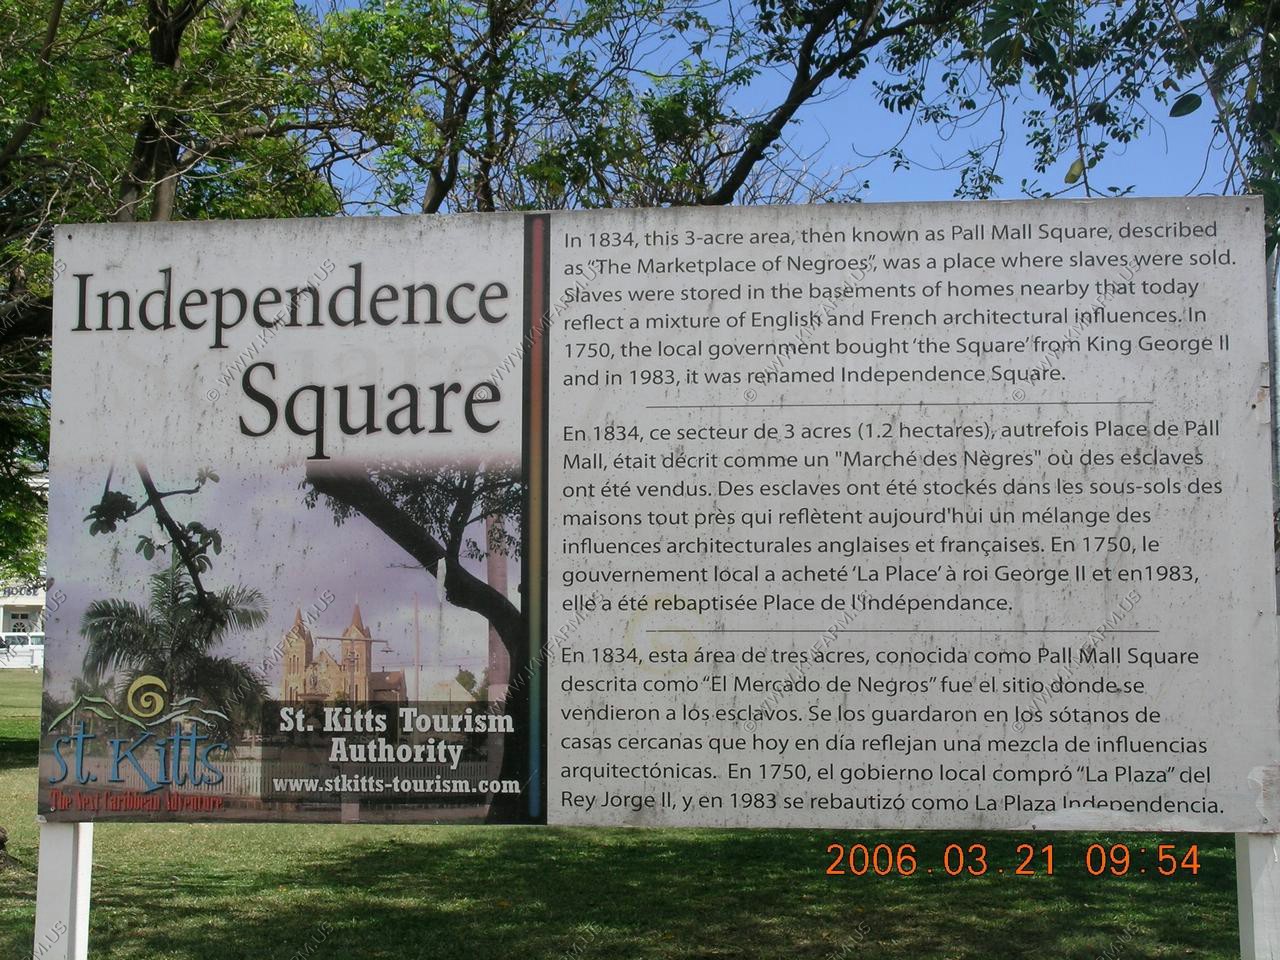 Independence
Square
St. Kitts
The Next Caribbean Adventure
St. Kitts Tourism
Authority
www.stkitts-tourism.com
In 1834, this 3-acre area, then known as Pall Mall Square, described
as “The Marketplace of Negroes”, was a place where slaves were sold.
Slaves were stored in the basements of homes nearby that today
reflect a mixture of English and French architectural influences. In
1750, the local government bought ‘the Square’ from King George II
and in 1983, it was renamed Independence Square.
En 1834, ce secteur de 3 acres (1.2 hectares), autrefois Place de Pall
Mall, était décrit comme un "Marché des Nègres" où des esclaves
ont été vendus. Des esclaves ont été stockés dans les sous-sols des
maisons tout près qui reflètent aujourd'hui un mélange des
influences architecturales anglaises et françaises. En 1750, le
gouvernement local a acheté ‘La Place’ à roi George II et en1983,
elle a été rebaptisée Place de l'Indépendance.
En 1834, esta área de tres acres, conocida como Pall Mall Square
descrita como “El Mercado de Negros” fue el sitio donde se
vendieron a los esclavos. Se los guardaron en los sótanos de
casas cercanas que hoy en día reflejan una mezcla de influencias
arquitectónicas. En 1750, el gobierno local compró “La Plaza” del
Rey Jorge II, y en 1983 se rebautizó como La Plaza Independencia.
HOUSE
2006.03.21 09:54
© WWW.KMFARM.US